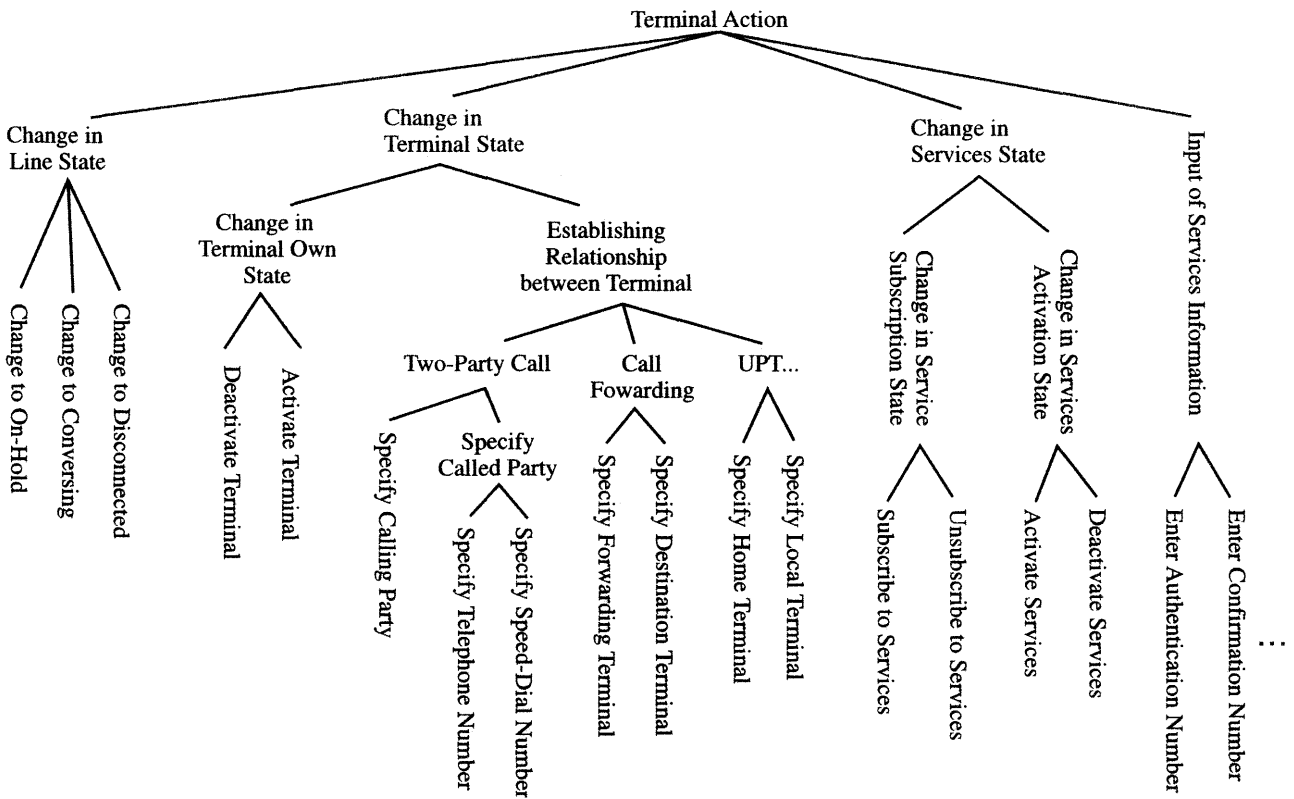 Terminal Action
Change in
Line State
Change in
Terminal State
Change in
Services State
Input of Services Information
Change in
Terminal Own
State
Establishing
Relationship
between Terminal
Change in Service
Subscription State
Change in Services
Activation State
Change to On-Hold
Change to Conversing
Change to Disconnected
Deactivate Terminal
Activate Terminal
Two-Party Call
Call
Fowarding
UPT...
Specify Calling Party
Specify
Called Party
Specify Telephone Number
Specify Speed-Dial Number
Specify Forwarding Terminal
Specify Destination Terminal
Specify Home Terminal
Specify Local Terminal
Subscribe to Services
Unsubscribe to Services
Activate Services
Deactivate Services
Enter Authentication Number
Enter Confirmation Number
...